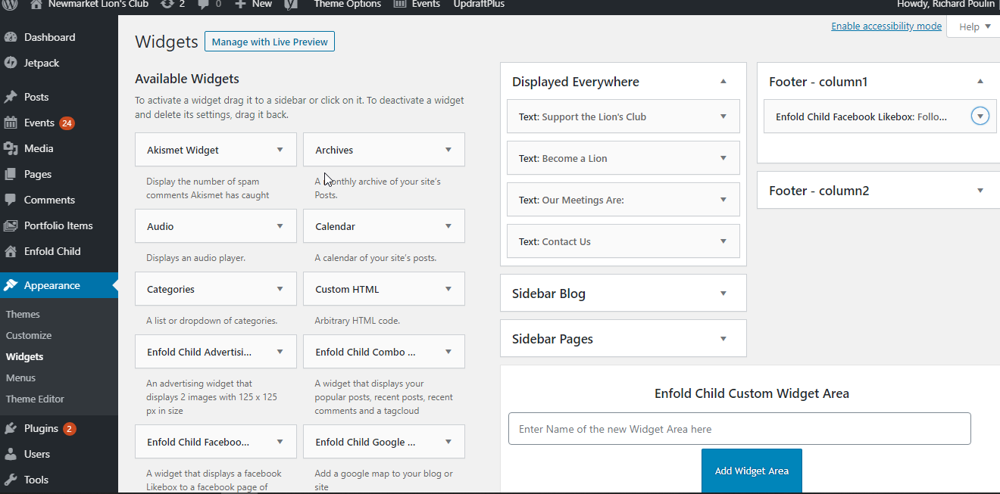 Newmarket Lion's Club 2 0 New Theme Options Events UpdraftPlus Howdy, Richard Poulin
Enable accessibility mode Help
Dashboard
Jetpack
Posts
Events 24
Media
Pages
Comments
Portfolio Items
Enfold Child
Appearance
Themes
Customize
Widgets
Menus
Theme Editor
Plugins 2
Users
Tools
Widgets Manage with Live Preview
Available Widgets
To activate a widget drag it to a sidebar or click on it. To deactivate a widget
and delete its settings, drag it back.
Akismet Widget
Display the number of spam
comments Akismet has caught
Archives
A monthly archive of your site's
Posts.
Audio
Displays an audio player.
Calendar
A calendar of your site's posts.
Categories
A list or dropdown of categories.
Custom HTML
Arbitrary HTML code.
Enfold Child Advertisi...
An advertising widget that
displays 2 images with 125 x 125
px in size
Enfold Child Combo ...
A widget that displays your
popular posts, recent posts, recent
comments and a tagcloud
Enfold Child Faceboo...
A widget that displays a facebook
Likebox to a facebook page of
Enfold Child Google ...
Add a google map to your blog or
site
Displayed Everywhere
Text: Support the Lion's Club
Text: Become a Lion
Text: Our Meetings Are:
Text: Contact Us
Sidebar Blog
Sidebar Pages
Footer - column1
Enfold Child Facebook Likebox: Follo...
Footer - column2
Enfold Child Custom Widget Area
Enter Name of the new Widget Area here
Add Widget Area